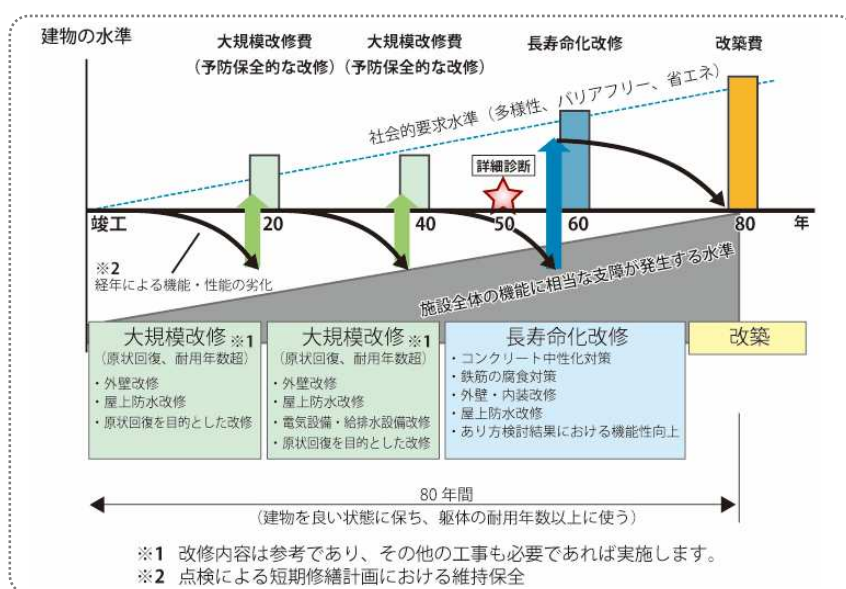 建物の水準
大規模改修費
(予防保全的な改修)
大規模改修費
(予防保全的な改修)
長寿命化改修
改築費
社会的要求水準(多様性、バリアフリー、省エネ)
詳細診断
竣工
20
40
50
60
80
年
※2
経年による機能・性能の劣化
施設全体の機能に相当な支障が発生する水準
大規模改修※1
(原状回復、耐用年数超)
・外壁改修
・屋上防水改修
・原状回復を目的とした改修
大規模改修※1
(原状回復、耐用年数超)
・外壁改修
・屋上防水改修
・電気設備・給排水設備改修
・原状回復を目的とした改修
長寿命化改修
・コンクリート中性化対策
・鉄筋の腐食対策
・外壁・内装改修
・屋上防水改修
・あり方検討結果における機能性向上
改築
80年間
(建物を良い状態に保ち、躯体の耐用年数以上に使う)
※1 改修内容は参考であり、その他の工事も必要であれば実施します。
※2 点検による短期修繕計画における維持保全